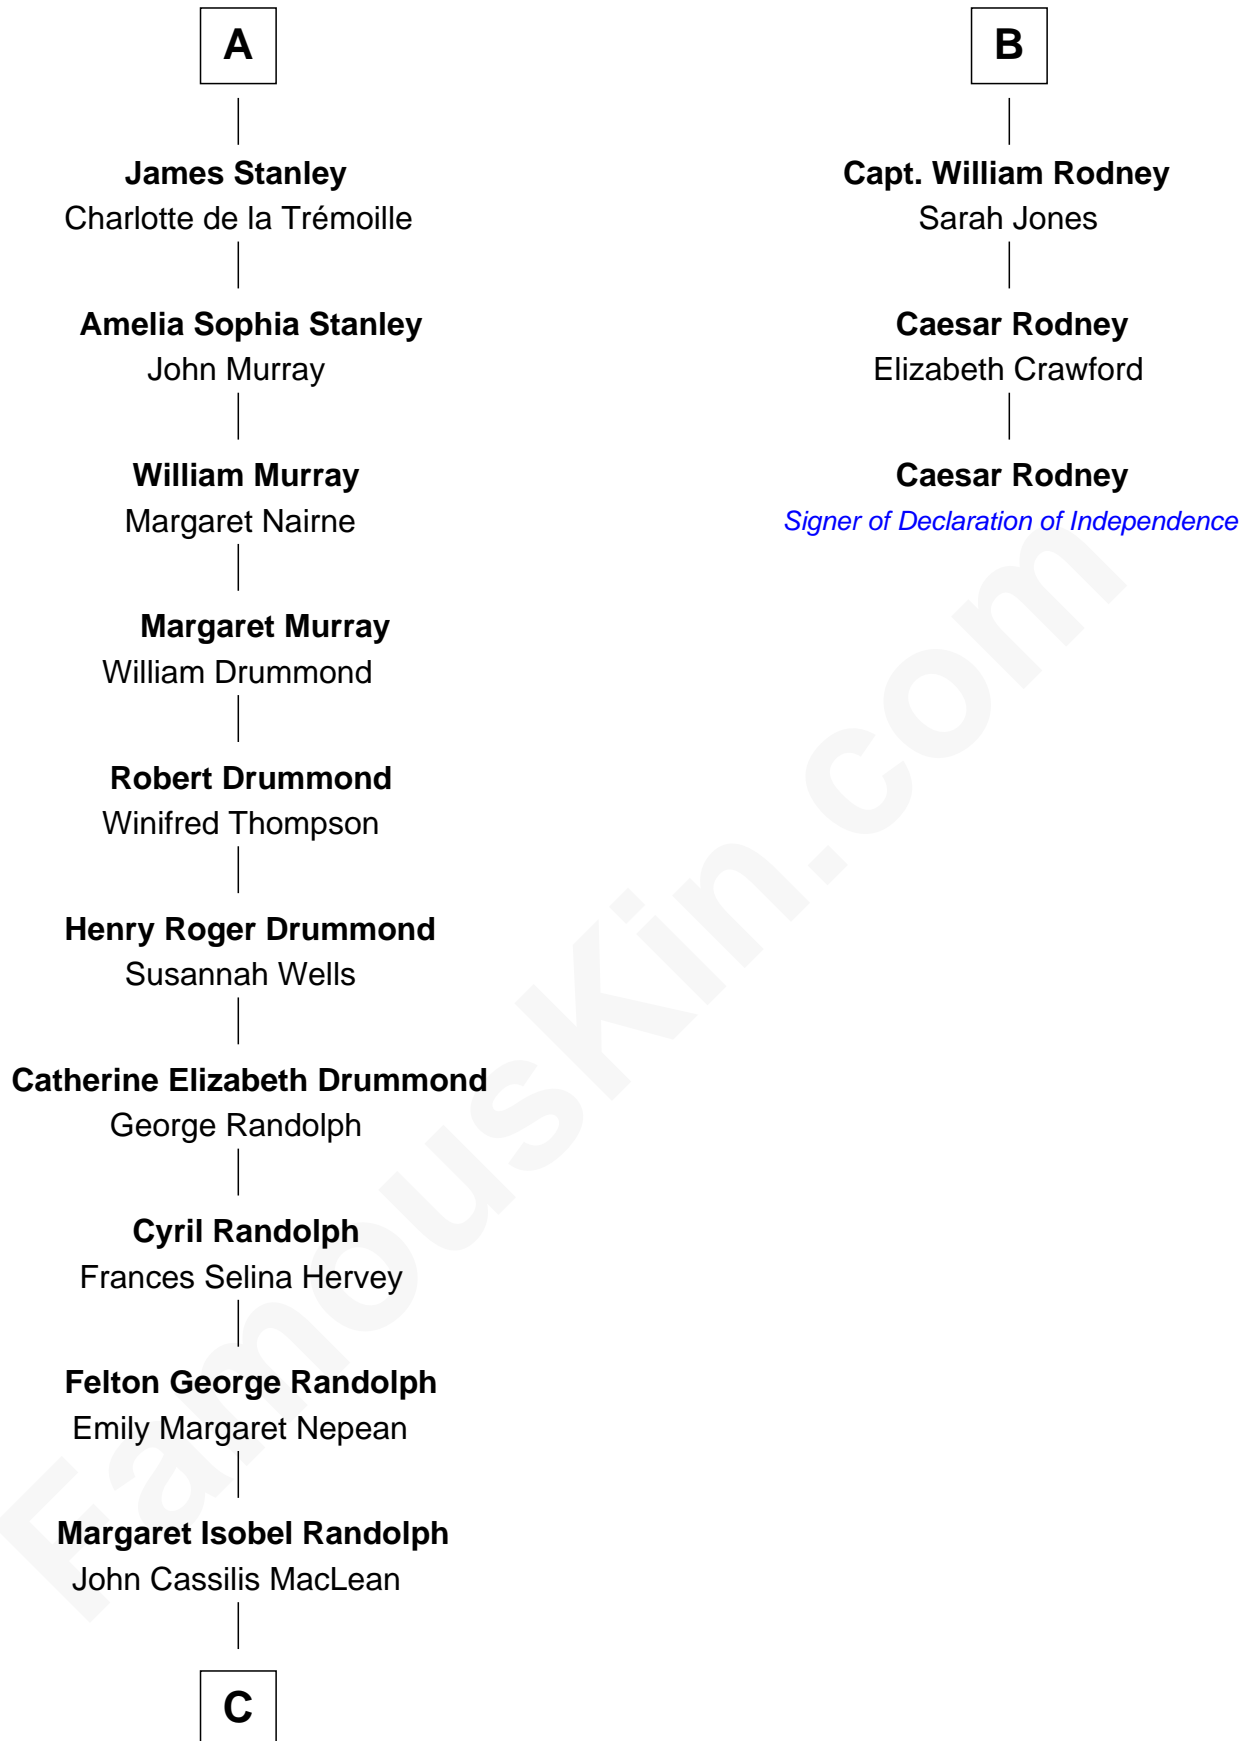 A
James Stanley
Charlotte de la Trémoille
Amelia Sophia Stanley
John Murray
William Murray
Margaret Nairne
Margaret Murray
William Drummond
Robert Drummond
Winifred Thompson
Henry Roger Drummond
Susannah Wells
Catherine Elizabeth Drummond
George Randolph
Cyril Randolph
Frances Selina Hervey
Felton George Randolph
Emily Margaret Nepean
Margaret Isobel Randolph
John Cassilis MacLean
C
B
Capt. William Rodney
Sarah Jones
Caesar Rodney
Elizabeth Crawford
Caesar Rodney
Signer of Declaration of Independence
FamousKin.com